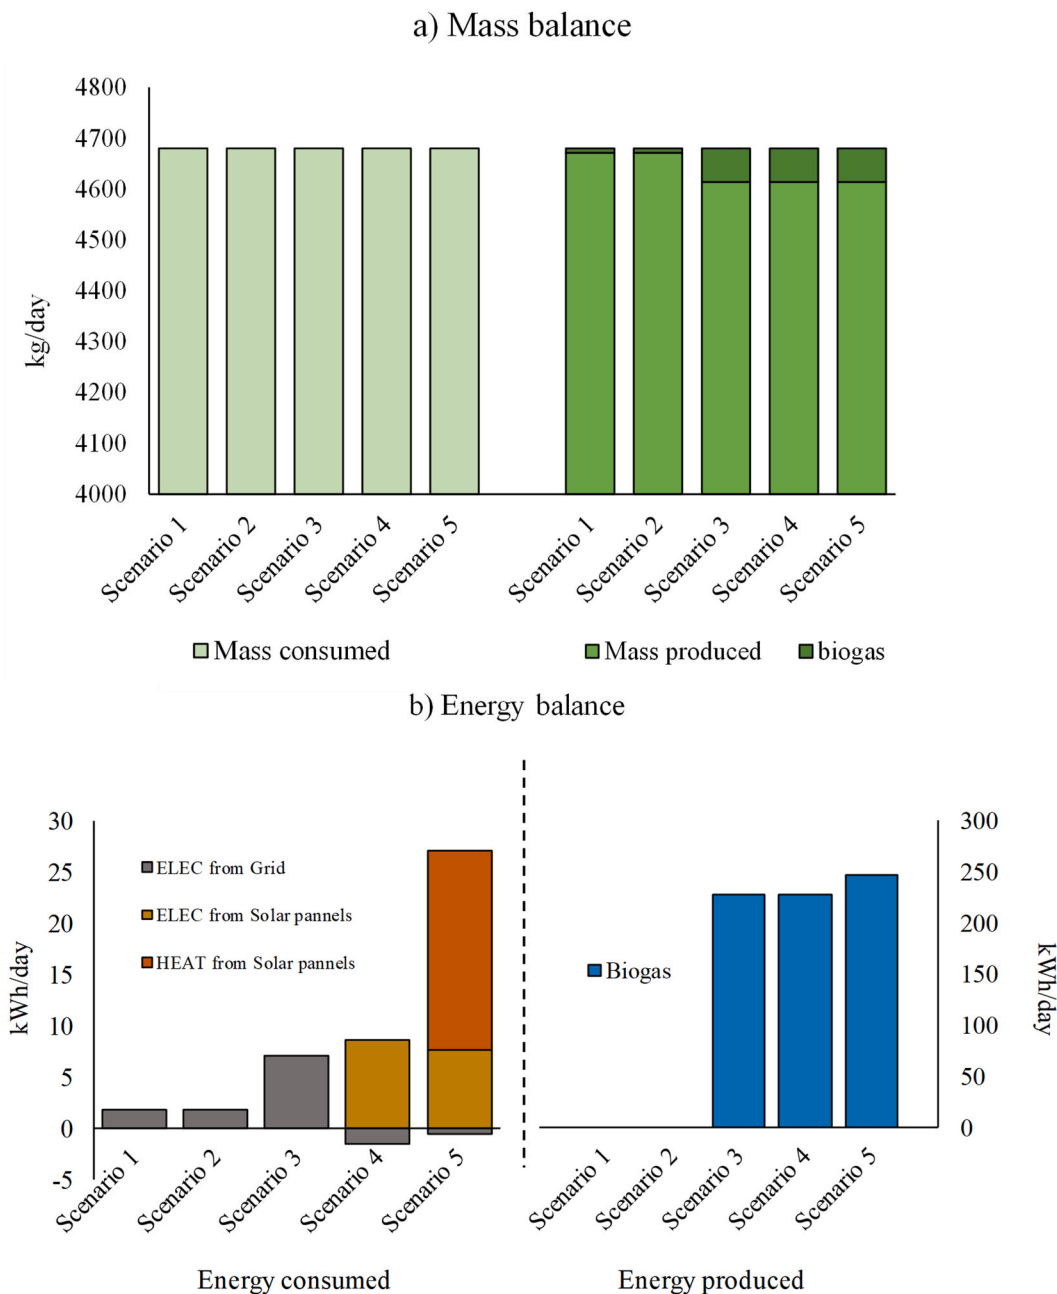 a) Mass balance
4800
4700
4600
4500
4400
4300
4200
4100
4000
kg/day
Scenario 1
Scenario 2
Scenario 3
Scenario 4
Scenario 5
Scenario 1
Scenario 2
Scenario 3
Scenario 4
Scenario 5
Mass consumed
Mass produced
biogas
b) Energy balance
30
25
20
15
10
5
0
-5
kWh/day
ELEC from Grid
ELEC from Solar pannels
HEAT from Solar pannels
Scenario 1
Scenario 2
Scenario 3
Scenario 4
Scenario 5
Energy consumed
Biogas
300
250
200
150
100
50
0
kWh/day
Scenario 1
Scenario 2
Scenario 3
Scenario 4
Scenario 5
Energy produced